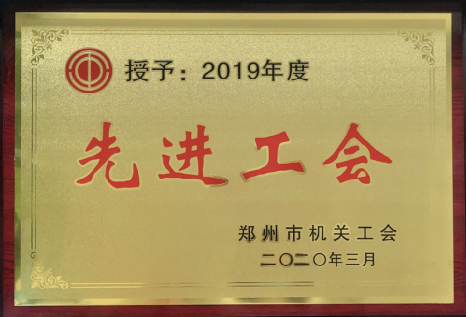 授予：2019年度
先进工会
郑州市机关工会
二〇二〇年三月